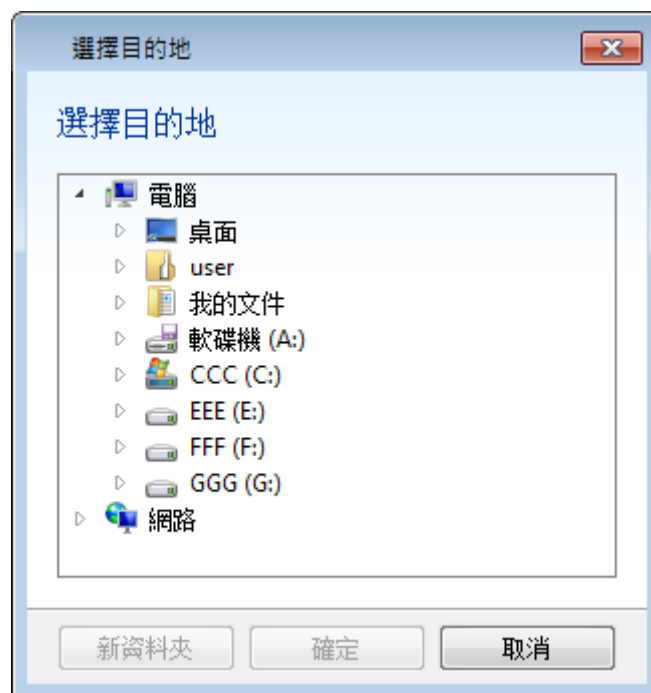 選擇目的地
選擇目的地
電腦
桌面
user
我的文件
軟碟機 (A:)
CCC (C:)
EEE (E:)
FFF (F:)
GGG (G:)
網路
新資料夾 確定 取消